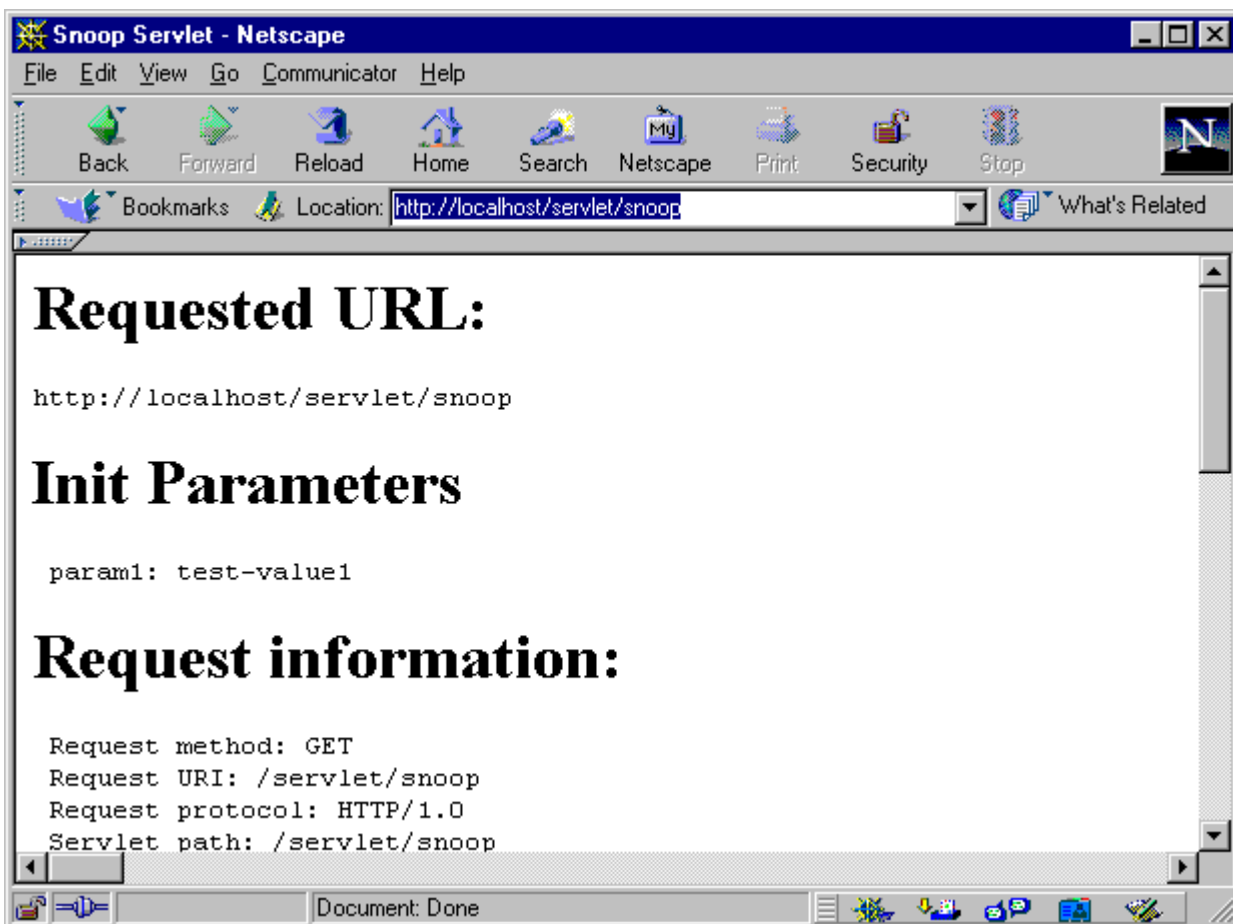 Snoop Servlet - Netscape
File Edit View Go Communicator Help
Back Forward Reload Home Search Netscape Print Security Stop
My
N
Bookmarks Location: http://localhost/servlet/snoop What's Related
Requested URL:
http://localhost/servlet/snoop
Init Parameters
param1: test-value1
Request information:
Request method: GET
Request URI: /servlet/snoop
Request protocol: HTTP/1.0
Servlet path: /servlet/snoop
Document: Done